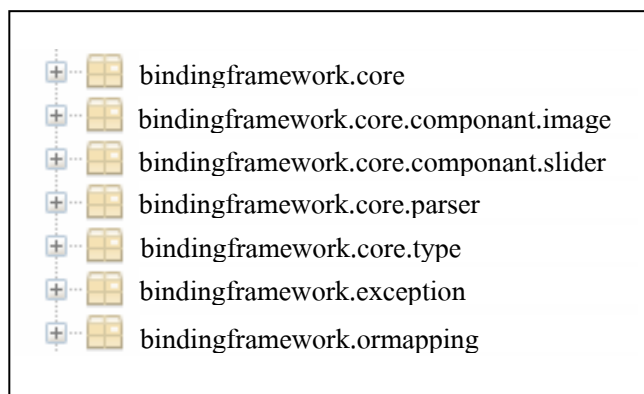 bindingframework.core
bindingframework.core.componant.image
bindingframework.core.componant.slider
bindingframework.core.parser
bindingframework.core.type
bindingframework.exception
bindingframework.ormapping